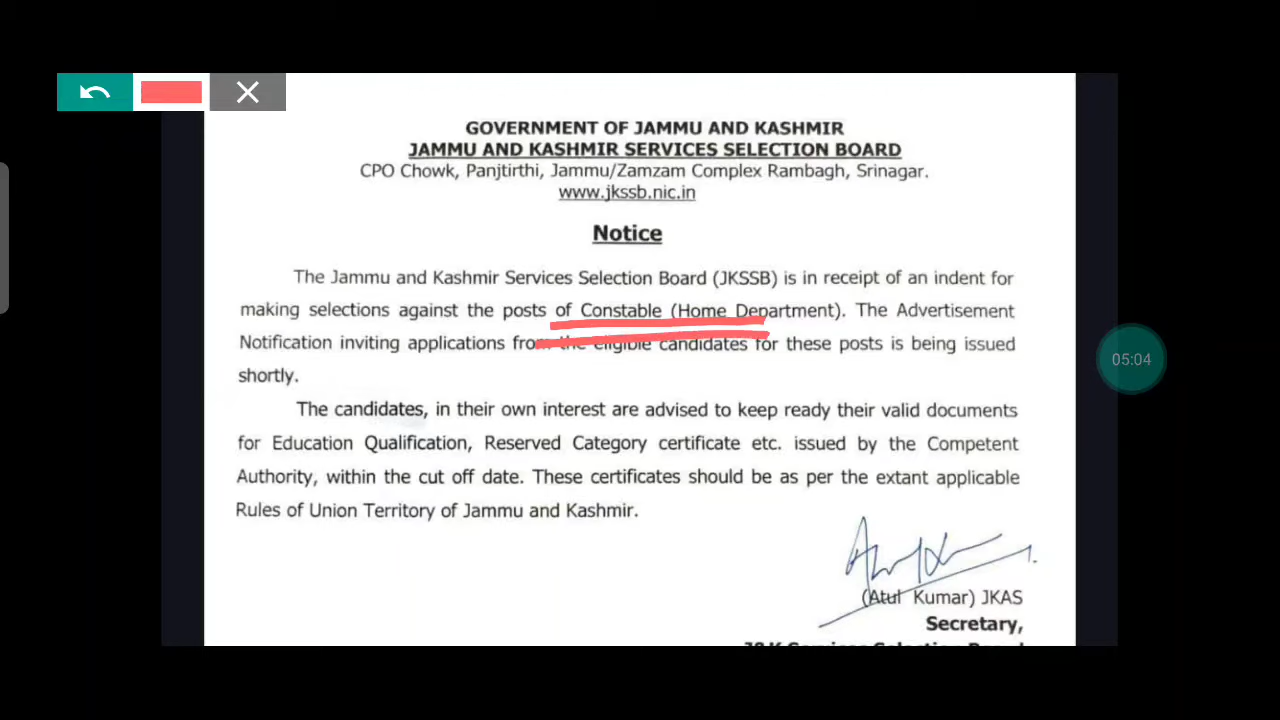 GOVERNMENT OF JAMMU AND KASHMIR
JAMMU AND KASHMIR SERVICES SELECTION BOARD
CPO Chowk, Panjtirthi, Jammu/Zamzam Complex Rambagh, Srinagar.
www.jkssb.nic.in
Notice
The Jammu and Kashmir Services Selection Board (JKSSB) is in receipt of an indent for
making selections against the posts of Constable (Home Department). The Advertisement
Notification inviting applications from the eligible candidates for these posts is being issued
05:04
shortly.
The candidates, in their own interest are advised to keep ready their valid documents
for Education Qualification, Reserved Category certificate etc. issued by the Competent
Authority, within the cut off date. These certificates should be as per the extant applicable
Rules of Union Territory of Jammu and Kashmir.
(Atul Kumar) JKAS
Secretary,
J&K Services Selection Board